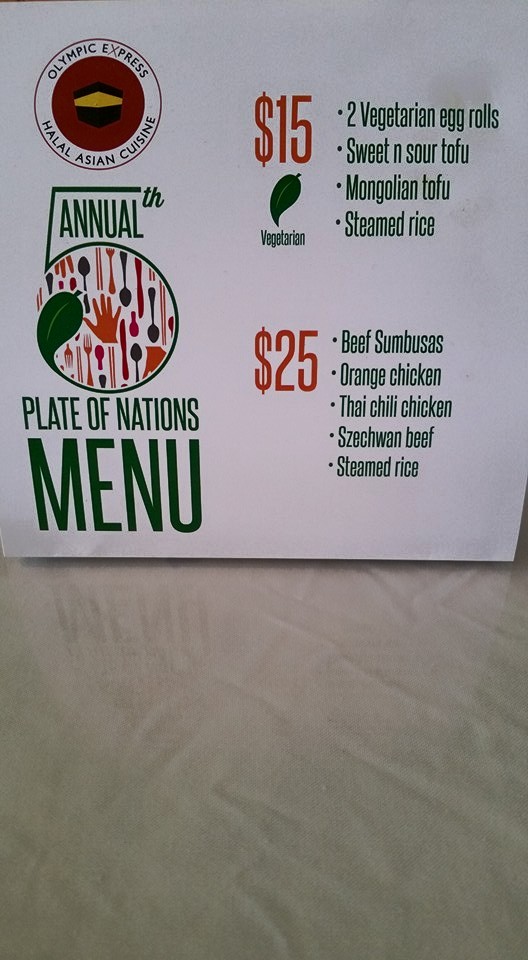 OLYMPIC EXPRESS
HALAL ASIAN CUISINE
5th
ANNUAL
PLATE OF NATIONS
MENU
$15
Vegetarian
• 2 Vegetarian egg rolls
• Sweet n sour tofu
• Mongolian tofu
• Steamed rice
$25
• Beef Sumbusas
• Orange chicken
• Thai chili chicken
• Szechwan beef
• Steamed rice